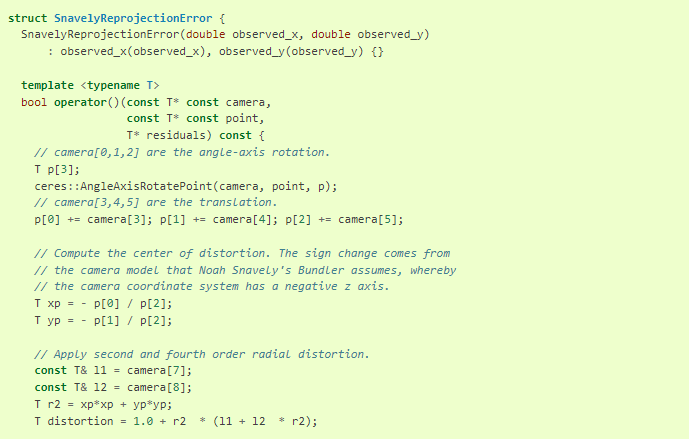 struct SnavelyReprojectionError {
  SnavelyReprojectionError(double observed_x, double observed_y)
      : observed_x(observed_x), observed_y(observed_y) {}

  template <typename T>
  bool operator()(const T* const camera,
                  const T* const point,
                  T* residuals) const {
    // camera[0,1,2] are the angle-axis rotation.
    T p[3];
    ceres::AngleAxisRotatePoint(camera, point, p);
    // camera[3,4,5] are the translation.
    p[0] += camera[3]; p[1] += camera[4]; p[2] += camera[5];

    // Compute the center of distortion. The sign change comes from
    // the camera model that Noah Snavely's Bundler assumes, whereby
    // the camera coordinate system has a negative z axis.
    T xp = - p[0] / p[2];
    T yp = - p[1] / p[2];

    // Apply second and fourth order radial distortion.
    const T& l1 = camera[7];
    const T& l2 = camera[8];
    T r2 = xp*xp + yp*yp;
    T distortion = 1.0 + r2  * (l1 + l2  * r2);